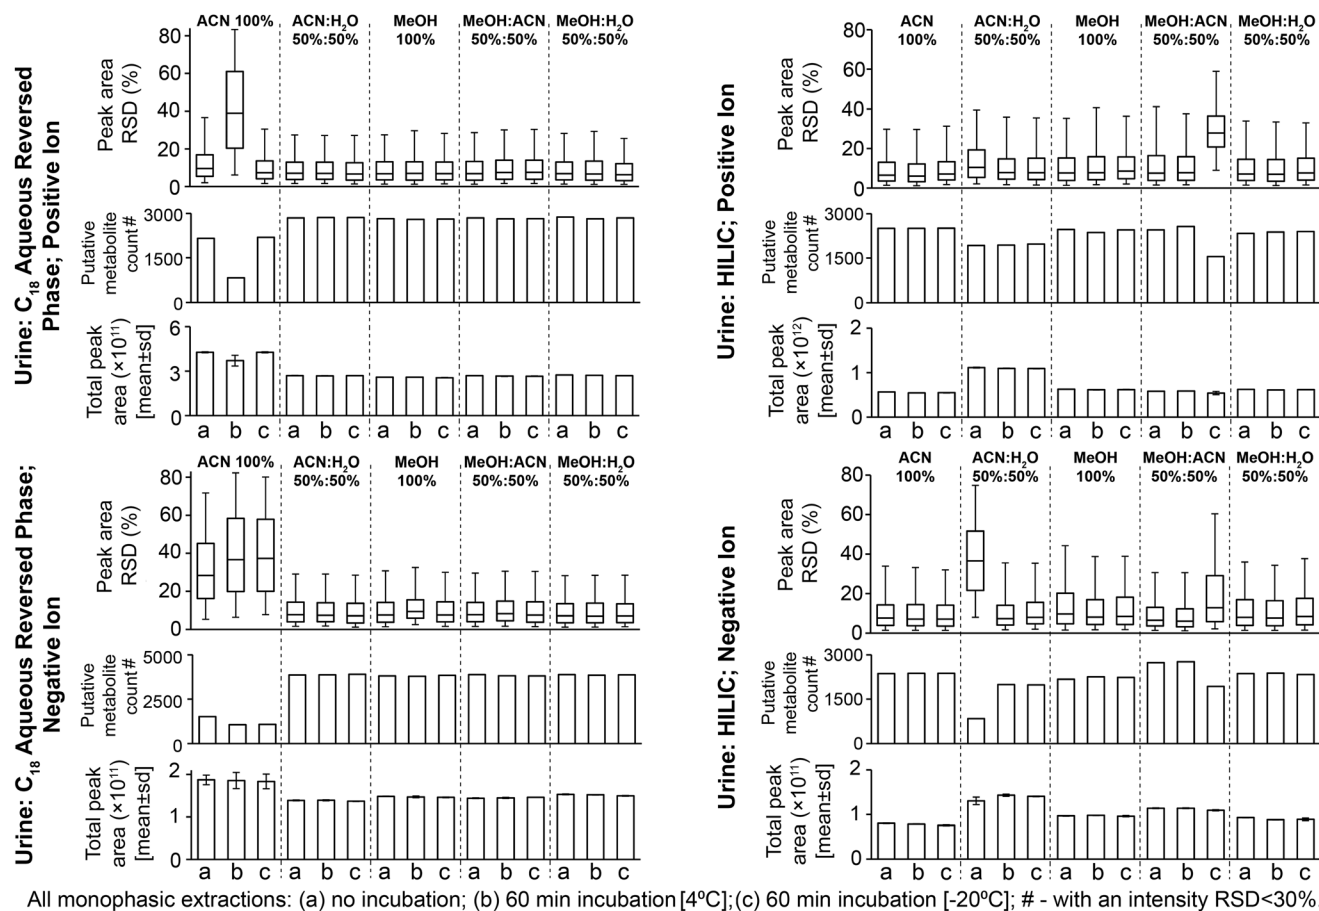 Urine: C18 Aqueous Reversed
Phase; Positive Ion
ACN 100%
ACN:H2O
50%:50%
MeOH
100%
MeOH:ACN
50%:50%
MeOH:H2O
50%:50%
Peak area
RSD (%)
80
60
40
20
0
Putative
metabolite
count#
3000
1500
0
Total peak
area (×10¹¹)
[mean±sd]
6
3
0
a b c a b c a b c a b c a b c
Urine: HILIC; Positive Ion
ACN
100%
ACN:H2O
50%:50%
MeOH
100%
MeOH:ACN
50%:50%
MeOH:H2O
50%:50%
Peak area
RSD (%)
80
60
40
20
0
Putative
metabolite
count#
3000
1500
0
Total peak
area (×10¹²)
[mean±sd]
2
1
0
a b c a b c a b c a b c a b c
Urine: C18 Aqueous Reversed Phase;
Negative Ion
ACN 100%
ACN:H2O
50%:50%
MeOH
100%
MeOH:ACN
50%:50%
MeOH:H2O
50%:50%
Peak area
RSD (%)
80
60
40
20
0
Putative
metabolite
count#
5000
2500
0
Total peak
area (×10¹¹)
[mean±sd]
2
1
0
a b c a b c a b c a b c a b c
Urine: HILIC; Negative Ion
ACN
100%
ACN:H2O
50%:50%
MeOH
100%
MeOH:ACN
50%:50%
MeOH:H2O
50%:50%
Peak area
RSD (%)
80
60
40
20
0
Putative
metabolite
count#
3000
1500
0
Total peak
area (×10¹¹)
[mean±sd]
2
1
0
a b c a b c a b c a b c a b c
All monophasic extractions: (a) no incubation; (b) 60 min incubation [4ºC];(c) 60 min incubation [-20ºC]; # - with an intensity RSD<30%.